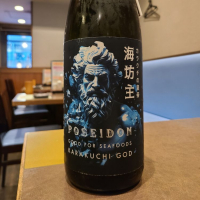 海坊主
POSEIDON
GOOD FOR SEAFOODS
KARAKUCHI GOD